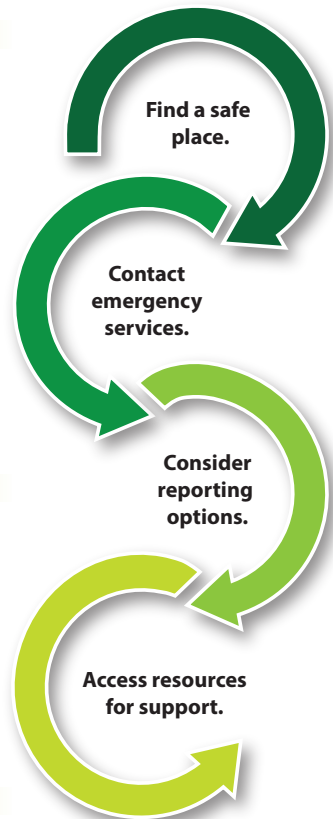 Find a safe
place.
Contact
emergency
services.
Consider
reporting
options.
Access resources
for support.